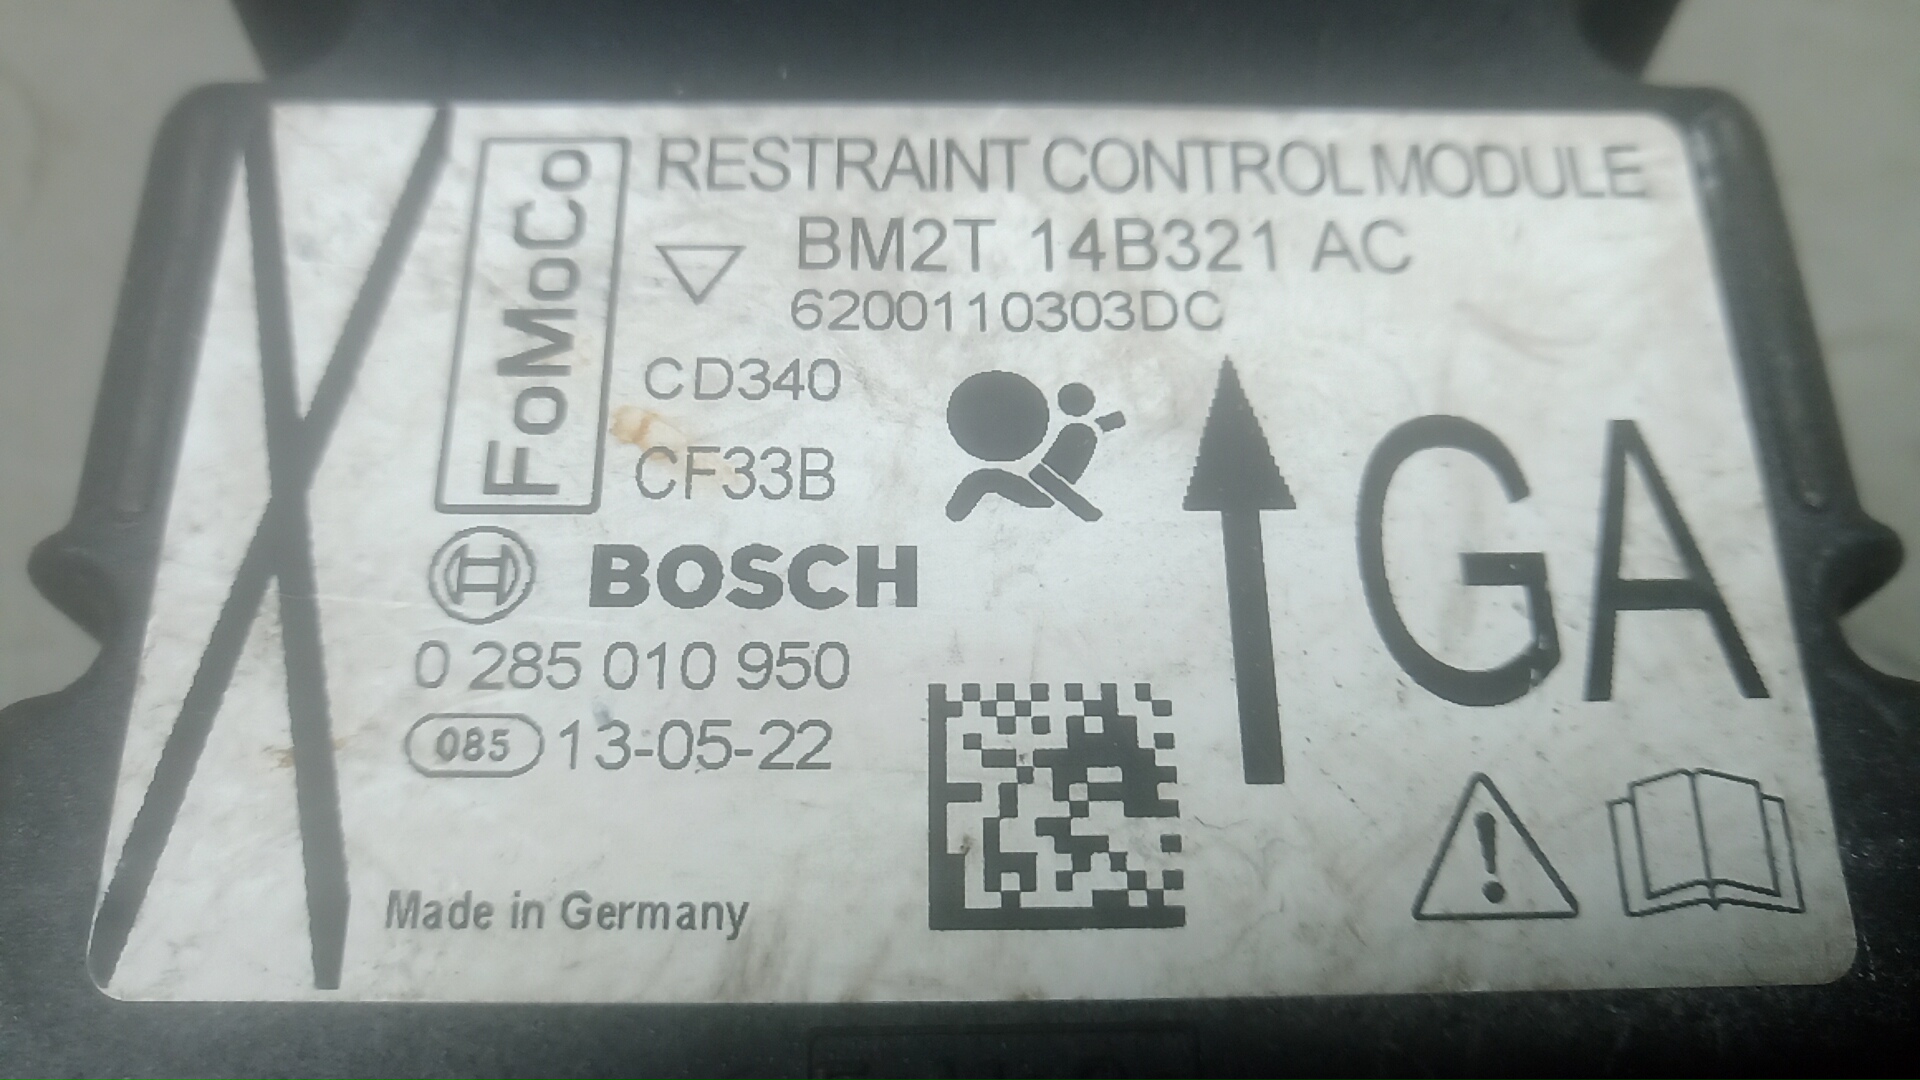 FoMoCo
RESTRAINT CONTROL MODULE
BM2T 14B321 AC
6200110303DC
CD340
CF33B
GA
BOSCH
0 285 010 950
085 13-05-22
Made in Germany